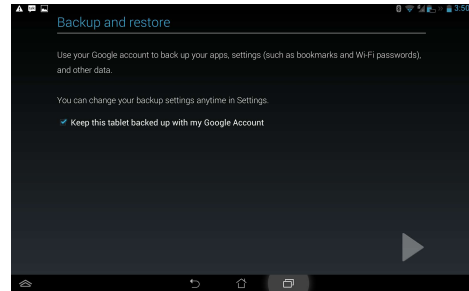 3:50
Backup and restore
Use your Google account to back up your apps, settings (such as bookmarks and Wi-Fi passwords),
and other data.
You can change your backup settings anytime in Settings.
Keep this tablet backed up with my Google Account